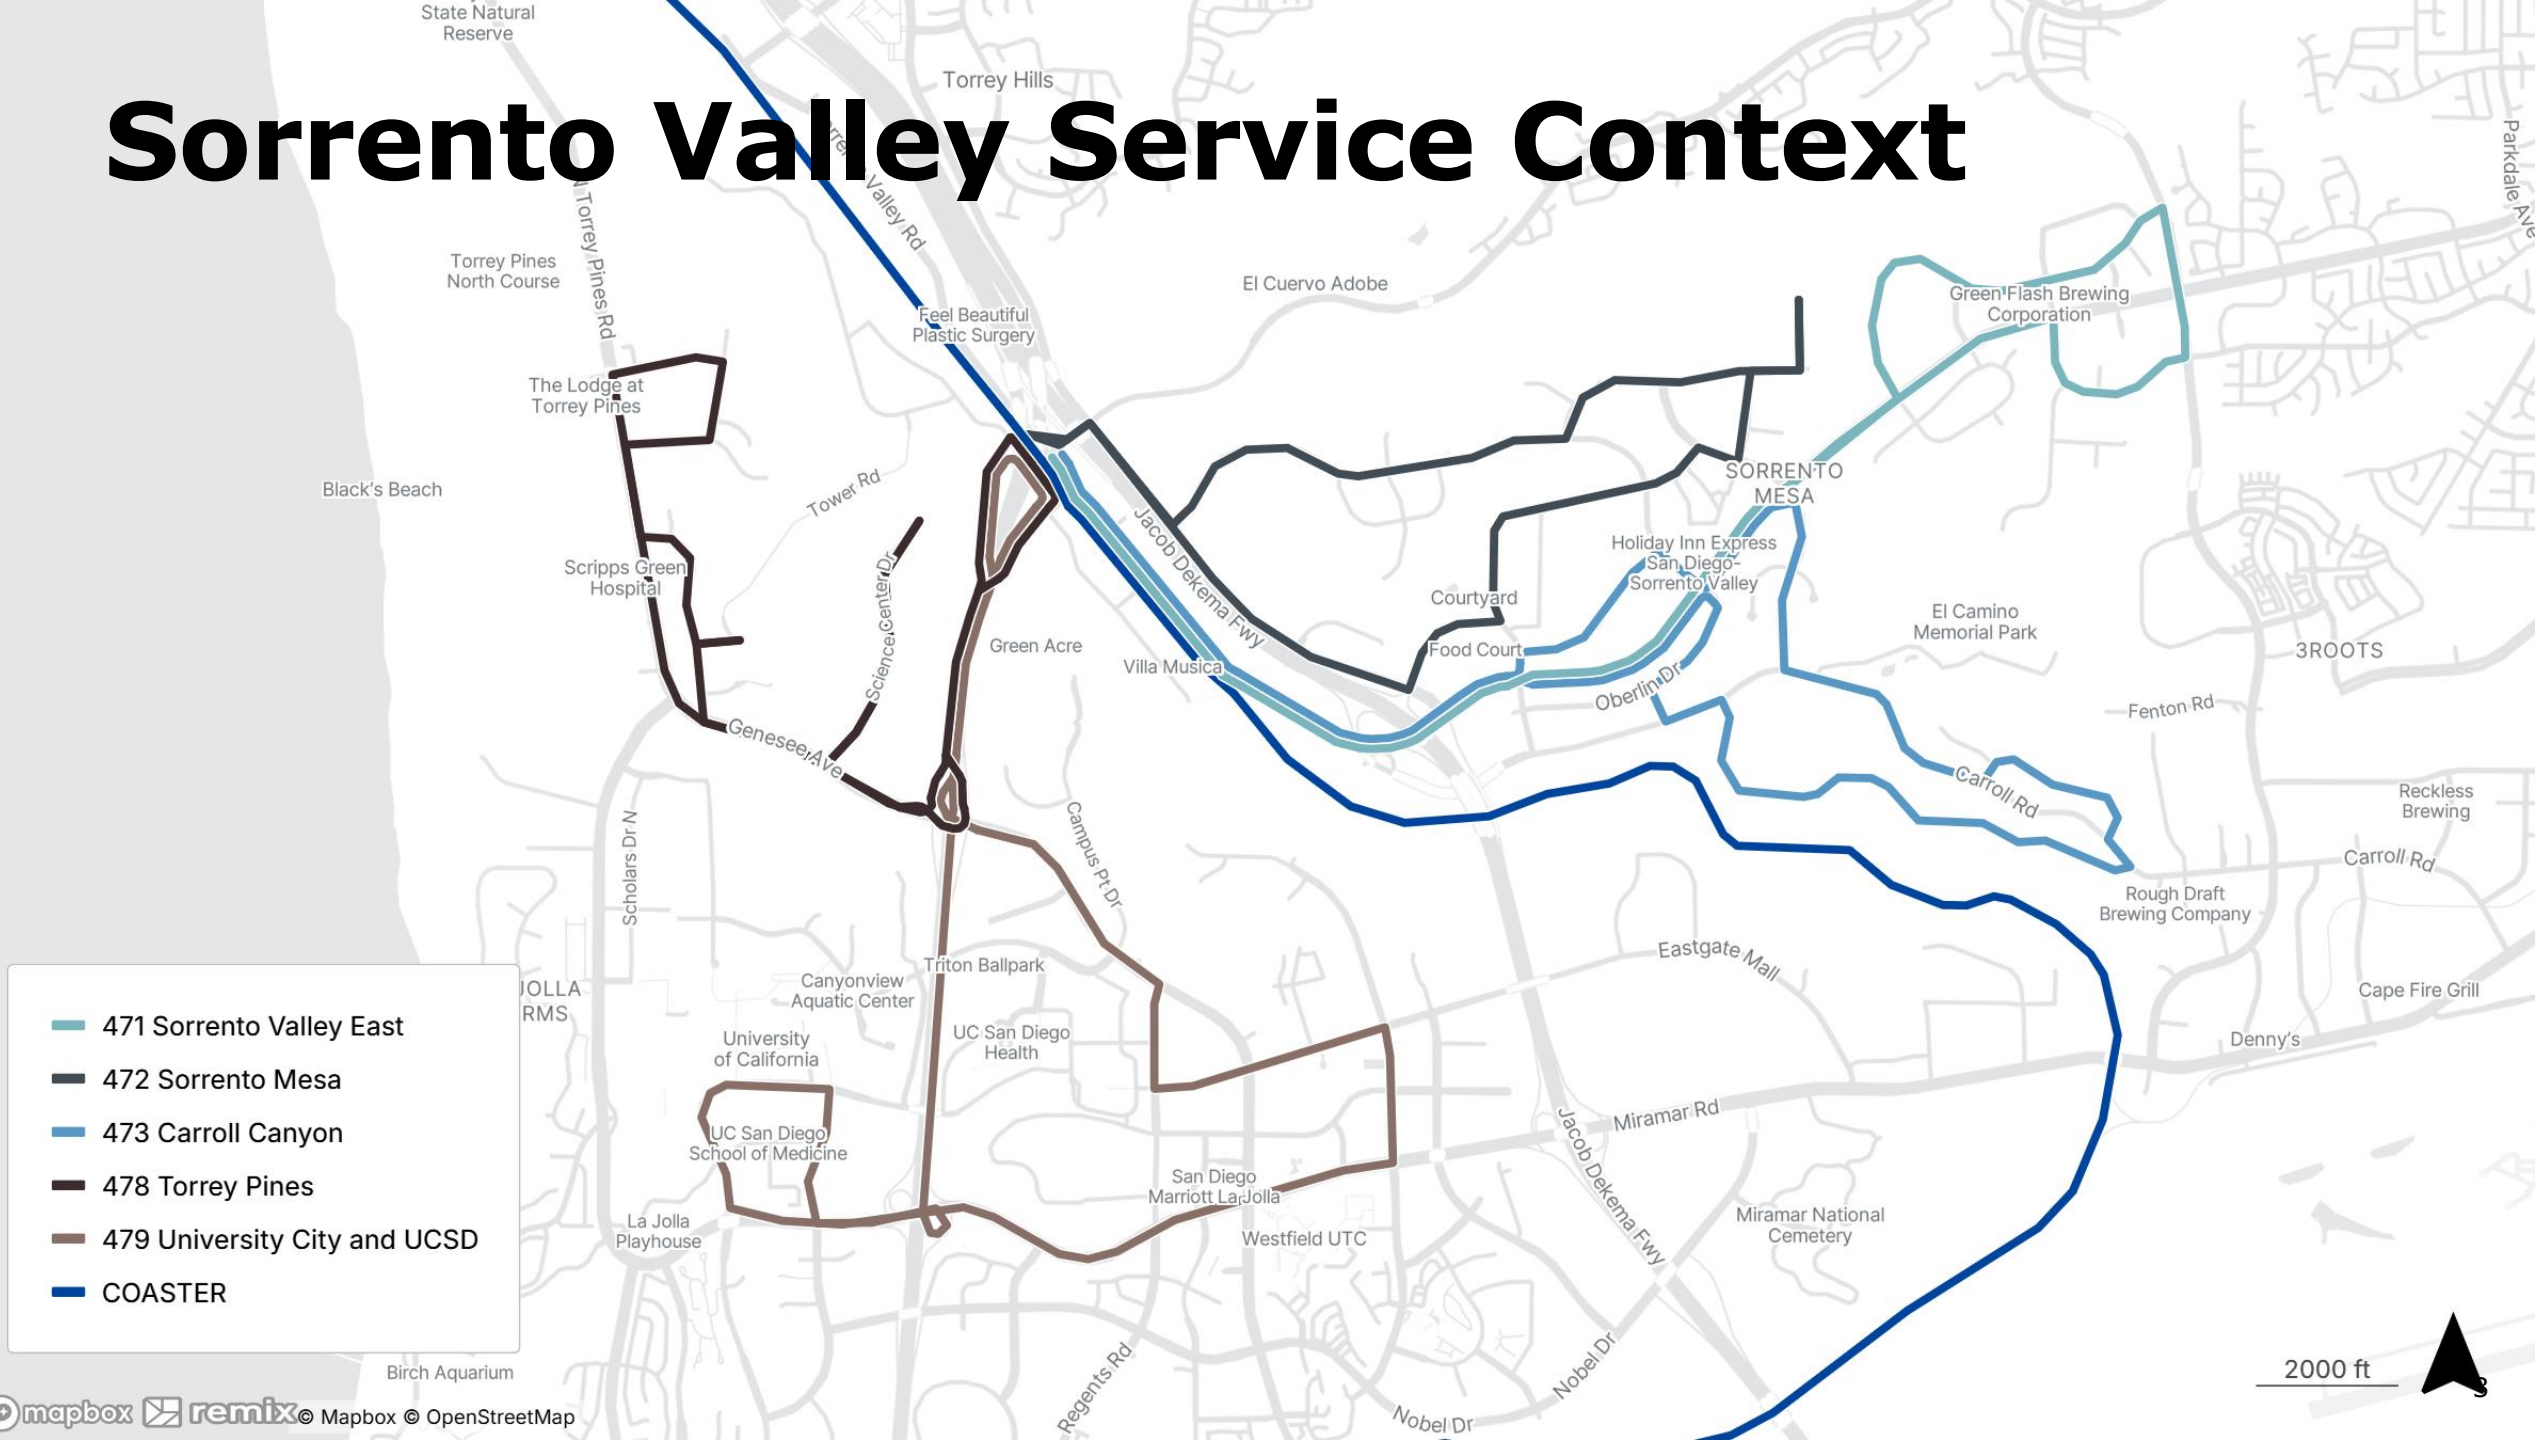 State Natural
Reserve
Torrey Hills
Sorrento Valley Service Context
Valley Rd
Parkdale Ave
N Torrey Pines Rd
Torrey Pines
North Course
El Cuervo Adobe
Green Flash Brewing
Corporation
Feel Beautiful
Plastic Surgery
The Lodge at
Torrey Pines
Black's Beach
Tower Rd
SORRENTO
MESA
Jacob Dekema Fwy
Holiday Inn Express
San Diego-
Sorrento Valley
Scripps Green
Hospital
Science Center Dr
Courtyard
El Camino
Memorial Park
Green Acre
Food Court
Villa Musica
3ROOTS
Oberlin Dr
Fenton Rd
Genesee Ave
Carroll Rd
Reckless
Brewing
Scholars Dr N
Campus Pt Dr
Carroll Rd
Rough Draft
Brewing Company
Eastgate Mall
Triton Ballpark
Canyonview
Aquatic Center
JOLLA
RMS
Cape Fire Grill
University
of California
UC San Diego
Health
Denny's
471 Sorrento Valley East
472 Sorrento Mesa
473 Carroll Canyon
478 Torrey Pines
479 University City and UCSD
COASTER
Miramar Rd
UC San Diego
School of Medicine
Jacob Dekema Fwy
San Diego
Marriott La Jolla
La Jolla
Playhouse
Westfield UTC
Miramar National
Cemetery
Birch Aquarium
Regents Rd
Nobel Dr
Nobel Dr
2000 ft
3
mapbox remix © Mapbox © OpenStreetMap